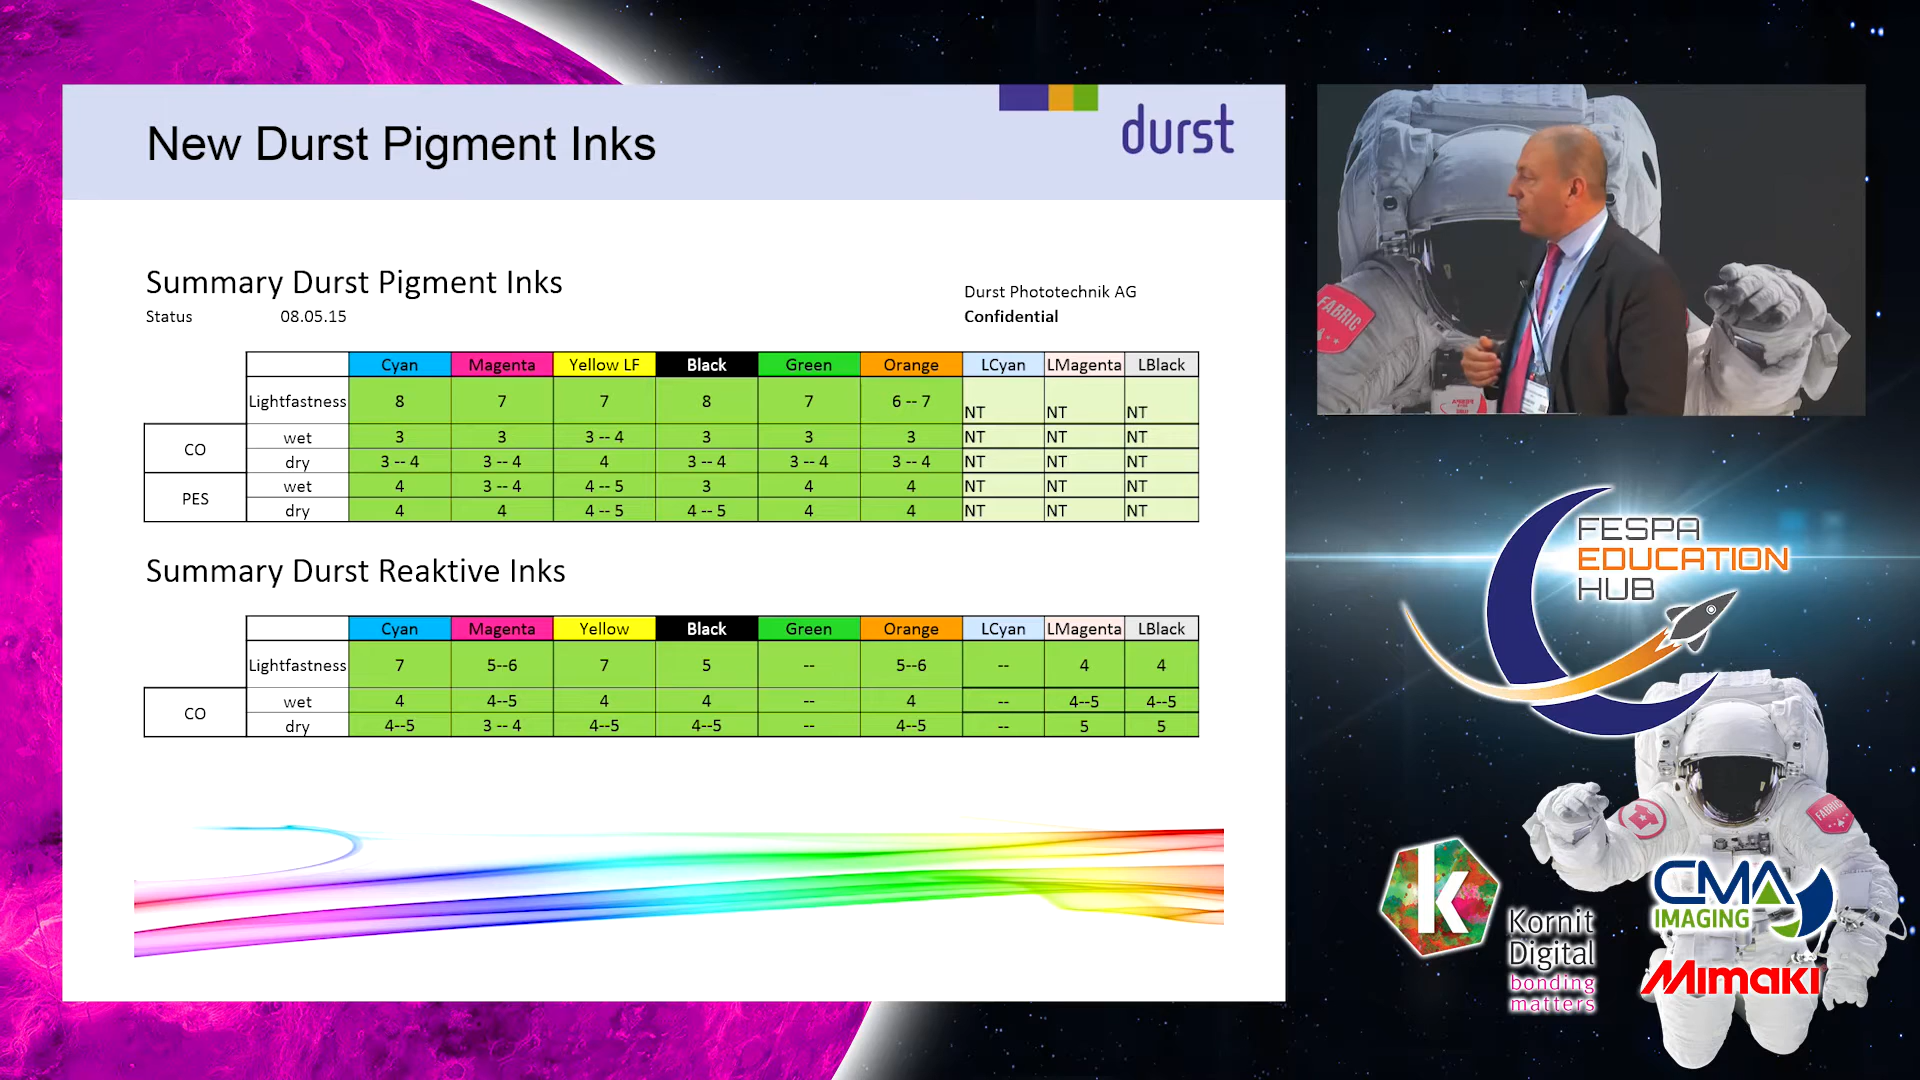 New Durst Pigment Inks
durst
Summary Durst Pigment Inks
Durst Phototechnik AG
Status 08.05.15
Confidential
Cyan Magenta Yellow LF Black Green Orange LCyan LMagenta LBlack
Lightfastness 8 7 7 8 7 6 -- 7 NT NT NT
CO
wet 3 3 3 -- 4 3 3 3 NT NT NT
dry 3 -- 4 3 -- 4 4 3 -- 4 3 -- 4 3 -- 4 NT NT NT
PES
wet 4 3 -- 4 4 -- 5 3 4 4 NT NT NT
dry 4 4 4 -- 5 4 -- 5 4 4 NT NT NT
Summary Durst Reaktive Inks
Cyan Magenta Yellow Black Green Orange LCyan LMagenta LBlack
Lightfastness 7 5--6 7 5 -- 5--6 -- 4 4
CO
wet 4 4--5 4 4 -- 4 -- 4--5 4--5
dry 4--5 3 -- 4 4--5 4--5 -- 4--5 -- 5 5
FABRIC
FESPA
EDUCATION
HUB
FABRIC
K
Kornit
Digital
bonding
matters
CMA
IMAGING
Mimaki